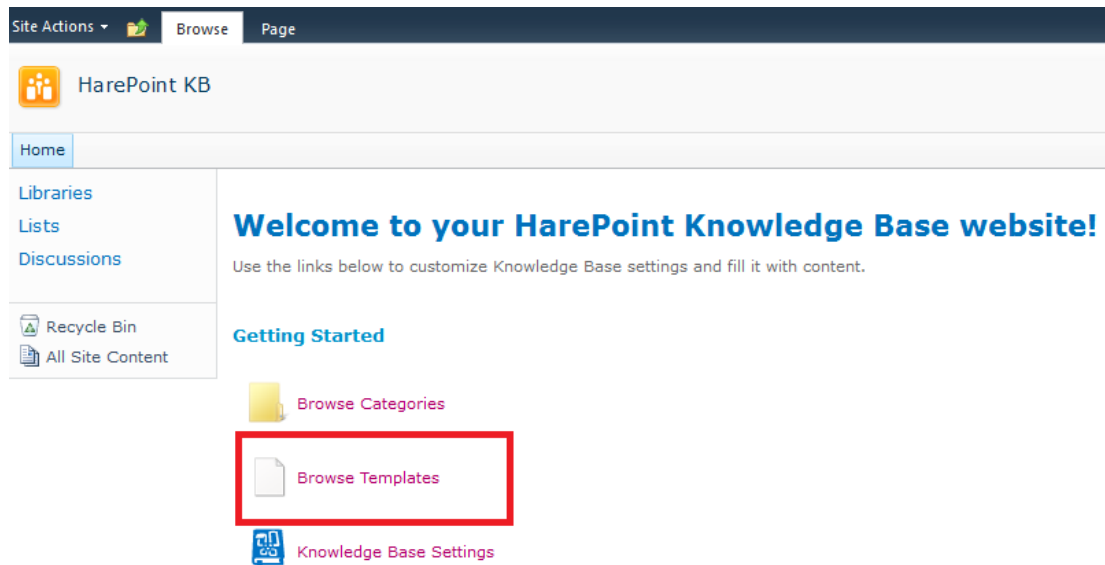 Site Actions Browse Page
HarePoint KB
Home
Libraries
Lists
Discussions
Recycle Bin
All Site Content
Welcome to your HarePoint Knowledge Base website!
Use the links below to customize Knowledge Base settings and fill it with content.
Getting Started
Browse Categories
Browse Templates
Knowledge Base Settings